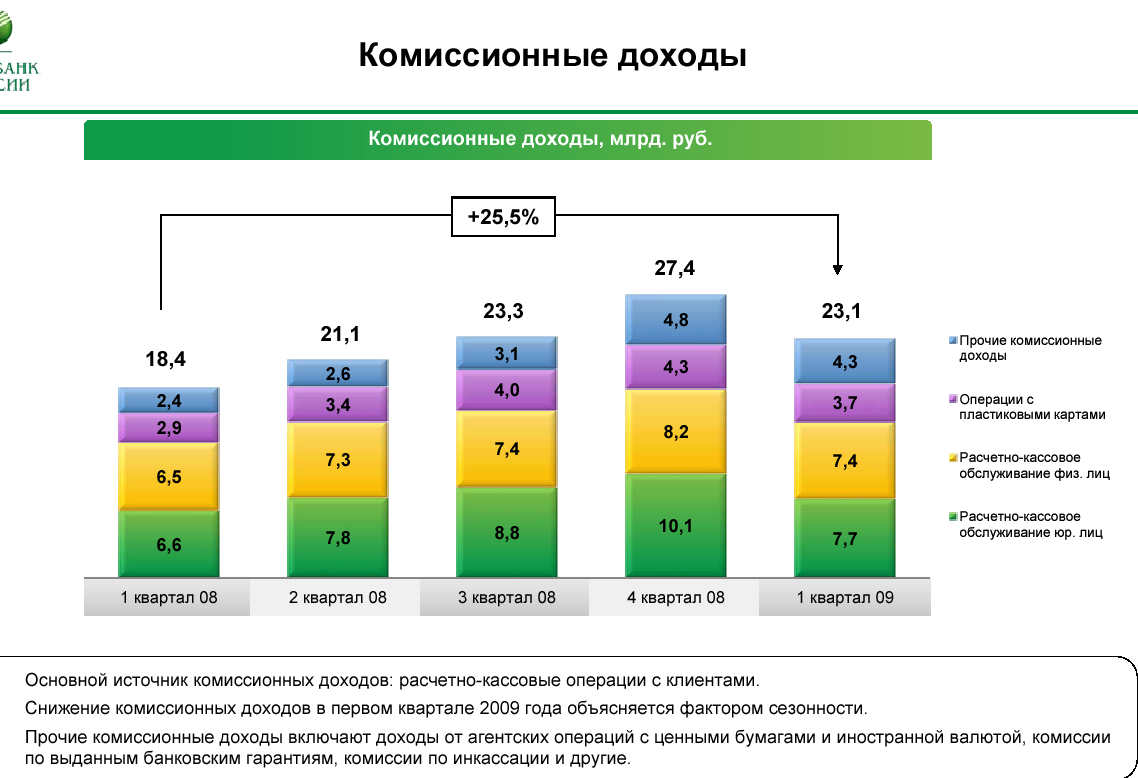 БАНК
СИИ
Комиссионные доходы
Комиссионные доходы, млрд. руб.
+25,5%
18,4
21,1
23,3
27,4
23,1
2,4
2,6
3,1
4,8
4,3
2,9
3,4
4,0
4,3
3,7
6,5
7,3
7,4
8,2
7,4
6,6
7,8
8,8
10,1
7,7
1 квартал 08
2 квартал 08
3 квартал 08
4 квартал 08
1 квартал 09
Прочие комиссионные
доходы
Операции с
пластиковыми картами
Расчетно-кассовое
обслуживание физ. лиц
Расчетно-кассовое
обслуживание юр. лиц
Основной источник комиссионных доходов: расчетно-кассовые операции с клиентами.
Снижение комиссионных доходов в первом квартале 2009 года объясняется фактором сезонности.
Прочие комиссионные доходы включают доходы от агентских операций с ценными бумагами и иностранной валютой, комиссии
по выданным банковским гарантиям, комиссии по инкассации и другие.